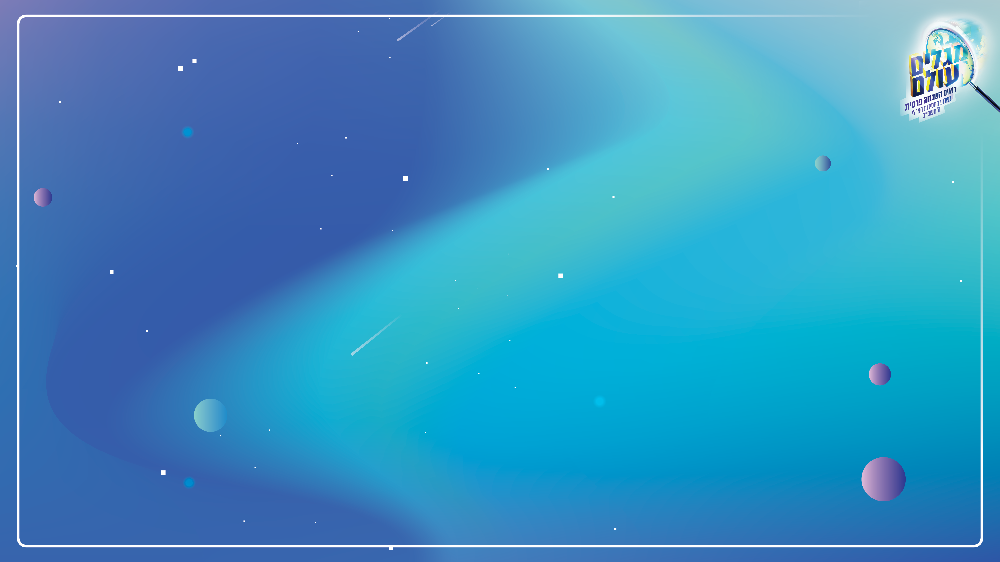 מגלים
עולם
רואים השגחה פרטית
בשבוע החסידות הארצי
ה'תשפ"ב